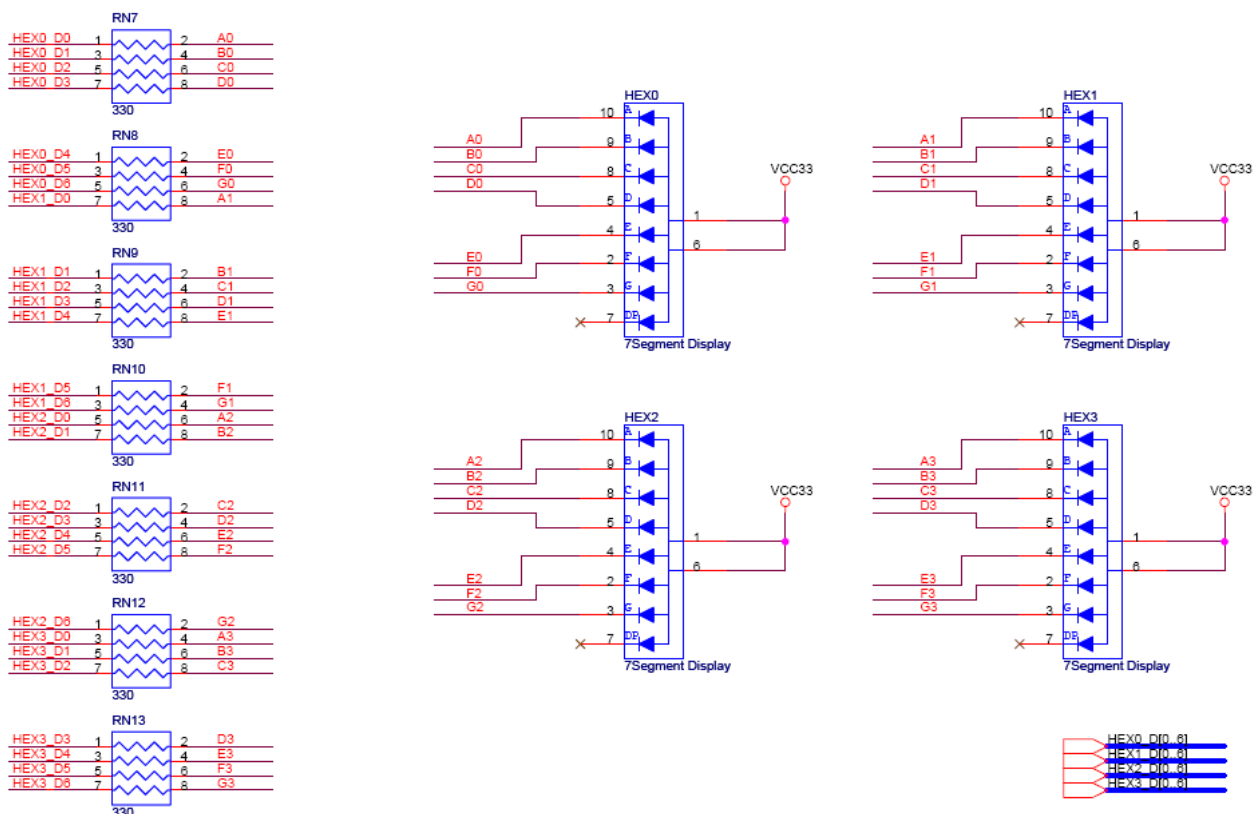 RN7
HEX0_D0 1 2 A0
HEX0_D1 3 4 B0
HEX0_D2 5 6 C0
HEX0_D3 7 8 D0
330
RN8
HEX0_D4 1 2 E0
HEX0_D5 3 4 F0
HEX0_D6 5 6 G0
HEX1_D0 7 8 A1
330
RN9
HEX1_D1 1 2 B1
HEX1_D2 3 4 C1
HEX1_D3 5 6 D1
HEX1_D4 7 8 E1
330
RN10
HEX1_D5 1 2 F1
HEX1_D6 3 4 G1
HEX2_D0 5 6 A2
HEX2_D1 7 8 B2
330
RN11
HEX2_D2 1 2 C2
HEX2_D3 3 4 D2
HEX2_D4 5 6 E2
HEX2_D5 7 8 F2
330
RN12
HEX2_D6 1 2 G2
HEX3_D0 3 4 A3
HEX3_D1 5 6 B3
HEX3_D2 7 8 C3
330
RN13
HEX3_D3 1 2 D3
HEX3_D4 3 4 E3
HEX3_D5 5 6 F3
HEX3_D6 7 8 G3
330
HEX0
A0 10 A
B0 9 B
C0 8 C
D0 5 D
VCC33
1
E0 4 E
6
F0 2 F
G0 3 G
7 DP
7Segment Display
HEX1
A1 10 A
B1 9 B
C1 8 C
D1 5 D
VCC33
1
E1 4 E
6
F1 2 F
G1 3 G
7 DP
7Segment Display
HEX2
A2 10 A
B2 9 B
C2 8 C
D2 5 D
VCC33
1
E2 4 E
6
F2 2 F
G2 3 G
7 DP
7Segment Display
HEX3
A3 10 A
B3 9 B
C3 8 C
D3 5 D
VCC33
1
E3 4 E
6
F3 2 F
G3 3 G
7 DP
7Segment Display
HEX0_D[0..6]
HEX1_D[0..6]
HEX2_D[0..6]
HEX3_D[0..6]